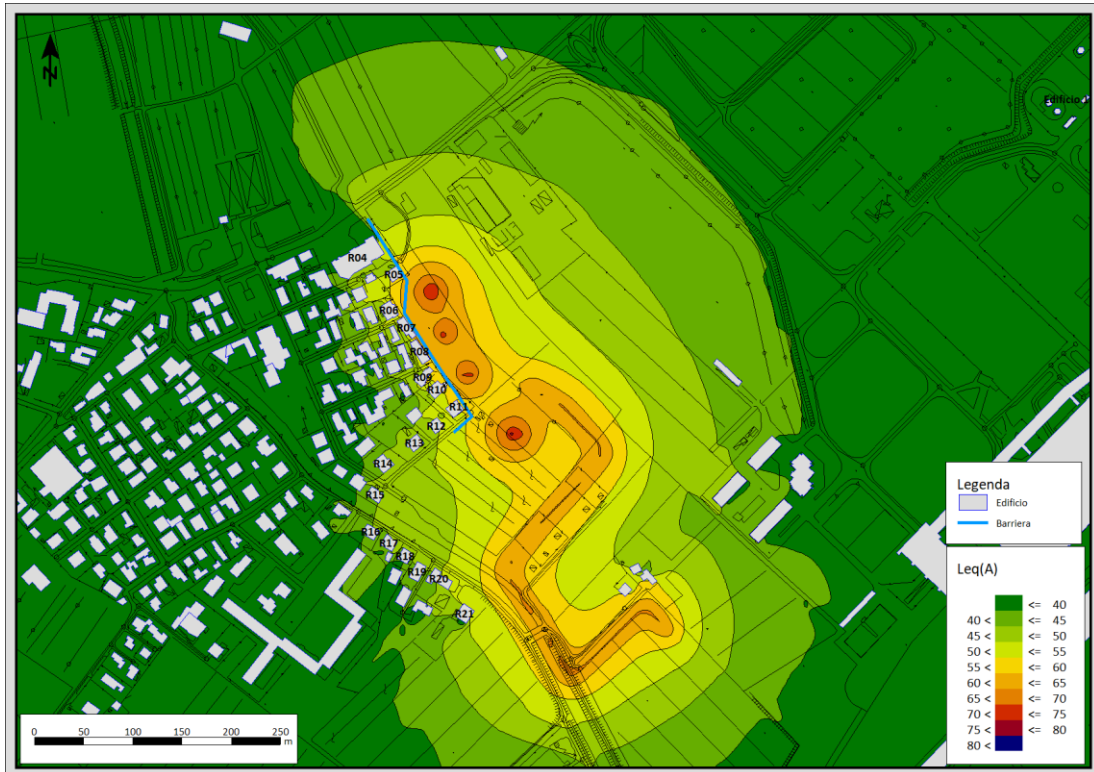 N
Edificio
R04
R05
R06
R07
R08
R09
R10
R11
R12
R13
R14
R15
R16
R17
R18
R19
R20
R21
Legenda
Edificio
Barriera
Leq(A)
<= 40
40 < <= 45
45 < <= 50
50 < <= 55
55 < <= 60
60 < <= 65
65 < <= 70
70 < <= 75
75 < <= 80
80 <
0 50 100 150 200 250
m